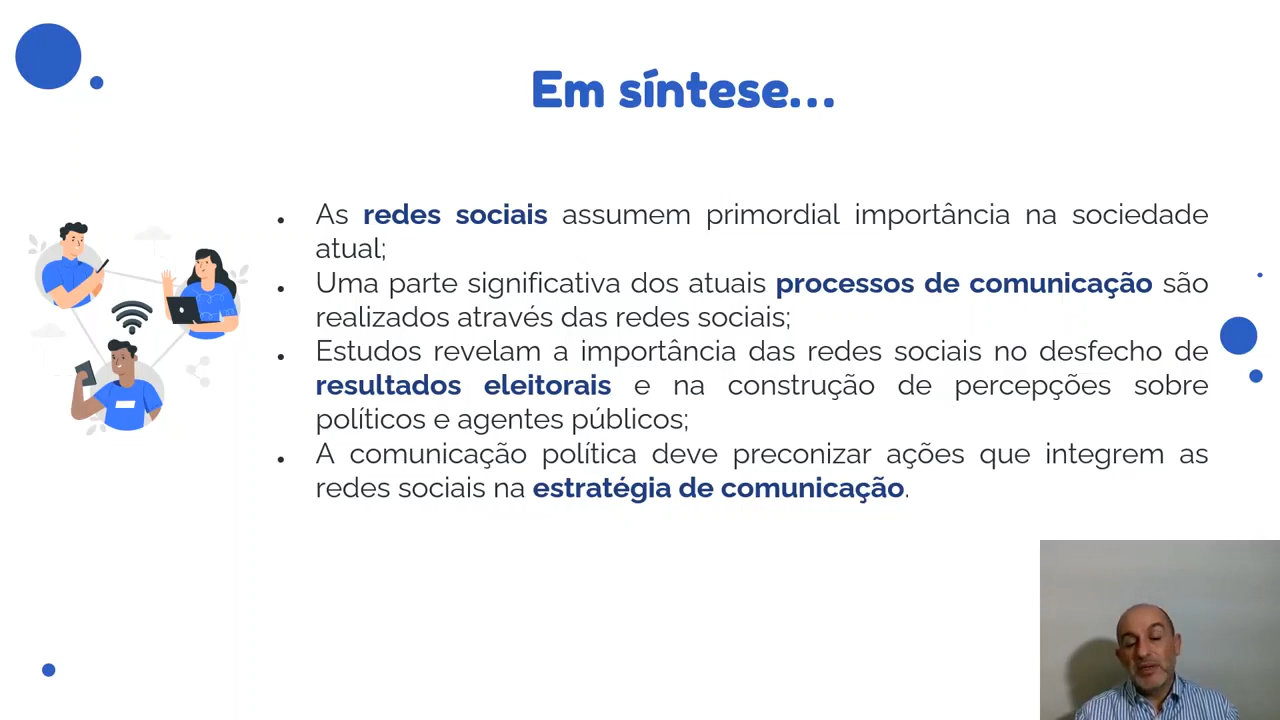 Em síntese...
• As redes sociais assumem primordial importância na sociedade
atual;
• Uma parte significativa dos atuais processos de comunicação são
realizados através das redes sociais;
• Estudos revelam a importância das redes sociais no desfecho de
resultados eleitorais e na construção de percepções sobre
políticos e agentes públicos;
• A comunicação política deve preconizar ações que integrem as
redes sociais na estratégia de comunicação.